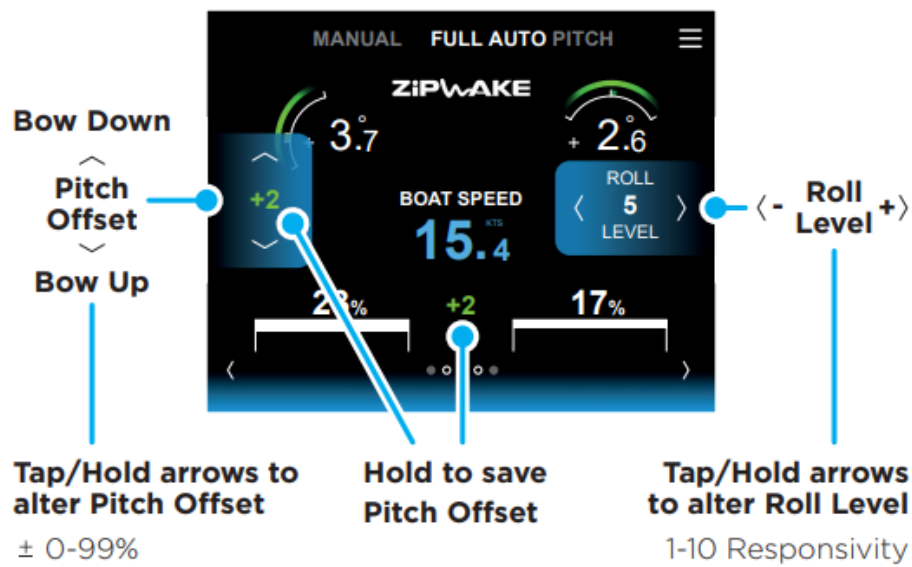 MANUAL FULL AUTO PITCH
ZiPWAKE
3.7°
2.6°
Bow Down
Pitch
Offset
Bow Up
+2
BOAT SPEED
KTS
15.4
ROLL
5
LEVEL
- Roll +
Level
+2
17%
Tap/Hold arrows to
alter Pitch Offset
± 0-99%
Hold to save
Pitch Offset
Tap/Hold arrows
to alter Roll Level
1-10 Responsivity